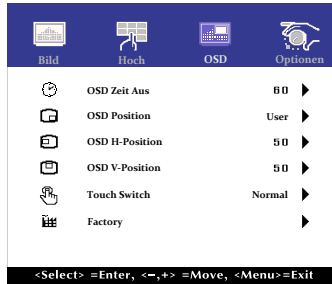 Bild Hoch OSD Optionen
OSD Zeit Aus 60
OSD Position User
OSD H-Position 50
OSD V-Position 50
Touch Switch Normal
Factory
<Select> =Enter, <−,+> =Move, <Menu>=Exit